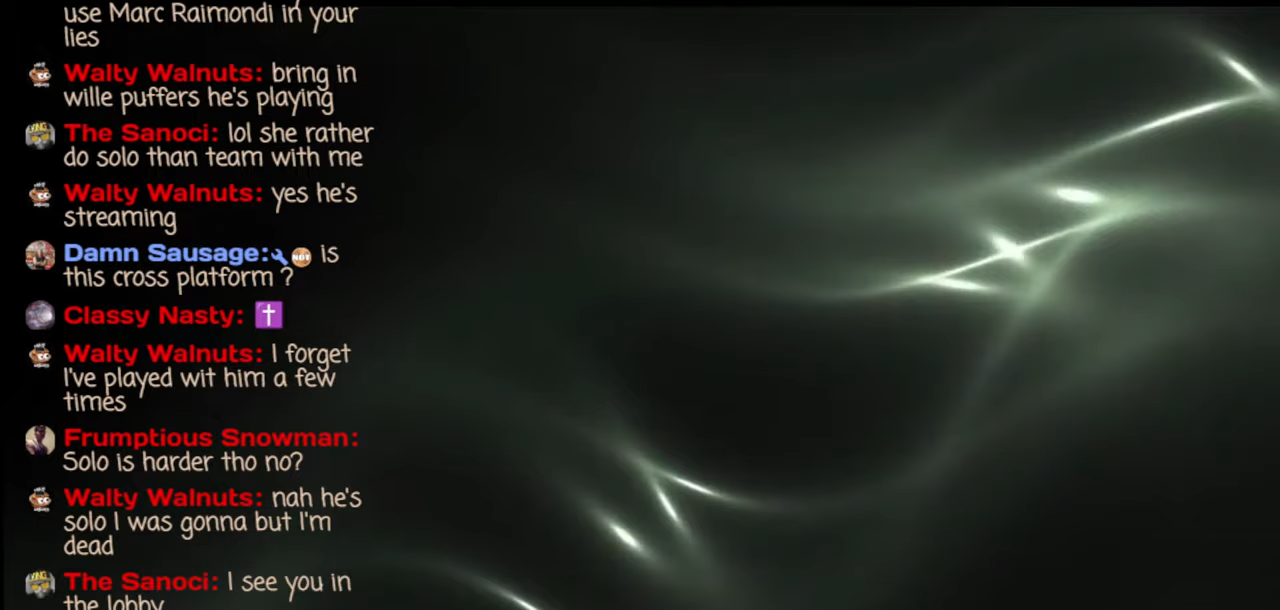 use Marc Raimondi in your
lies
Walty Walnuts: bring in
wille puffers he's playing
The Sanoci: lol she rather
do solo than team with me
Walty Walnuts: yes he's
streaming
Damn Sausage: NOT is
this cross platform ?
Classy Nasty: ✝️
Walty Walnuts: I forget
I've played wit him a few
times
Frumptious Snowman:
Solo is harder tho no?
Walty Walnuts: nah he's
solo I was gonna but I'm
dead
The Sanoci: I see you in
the lobby